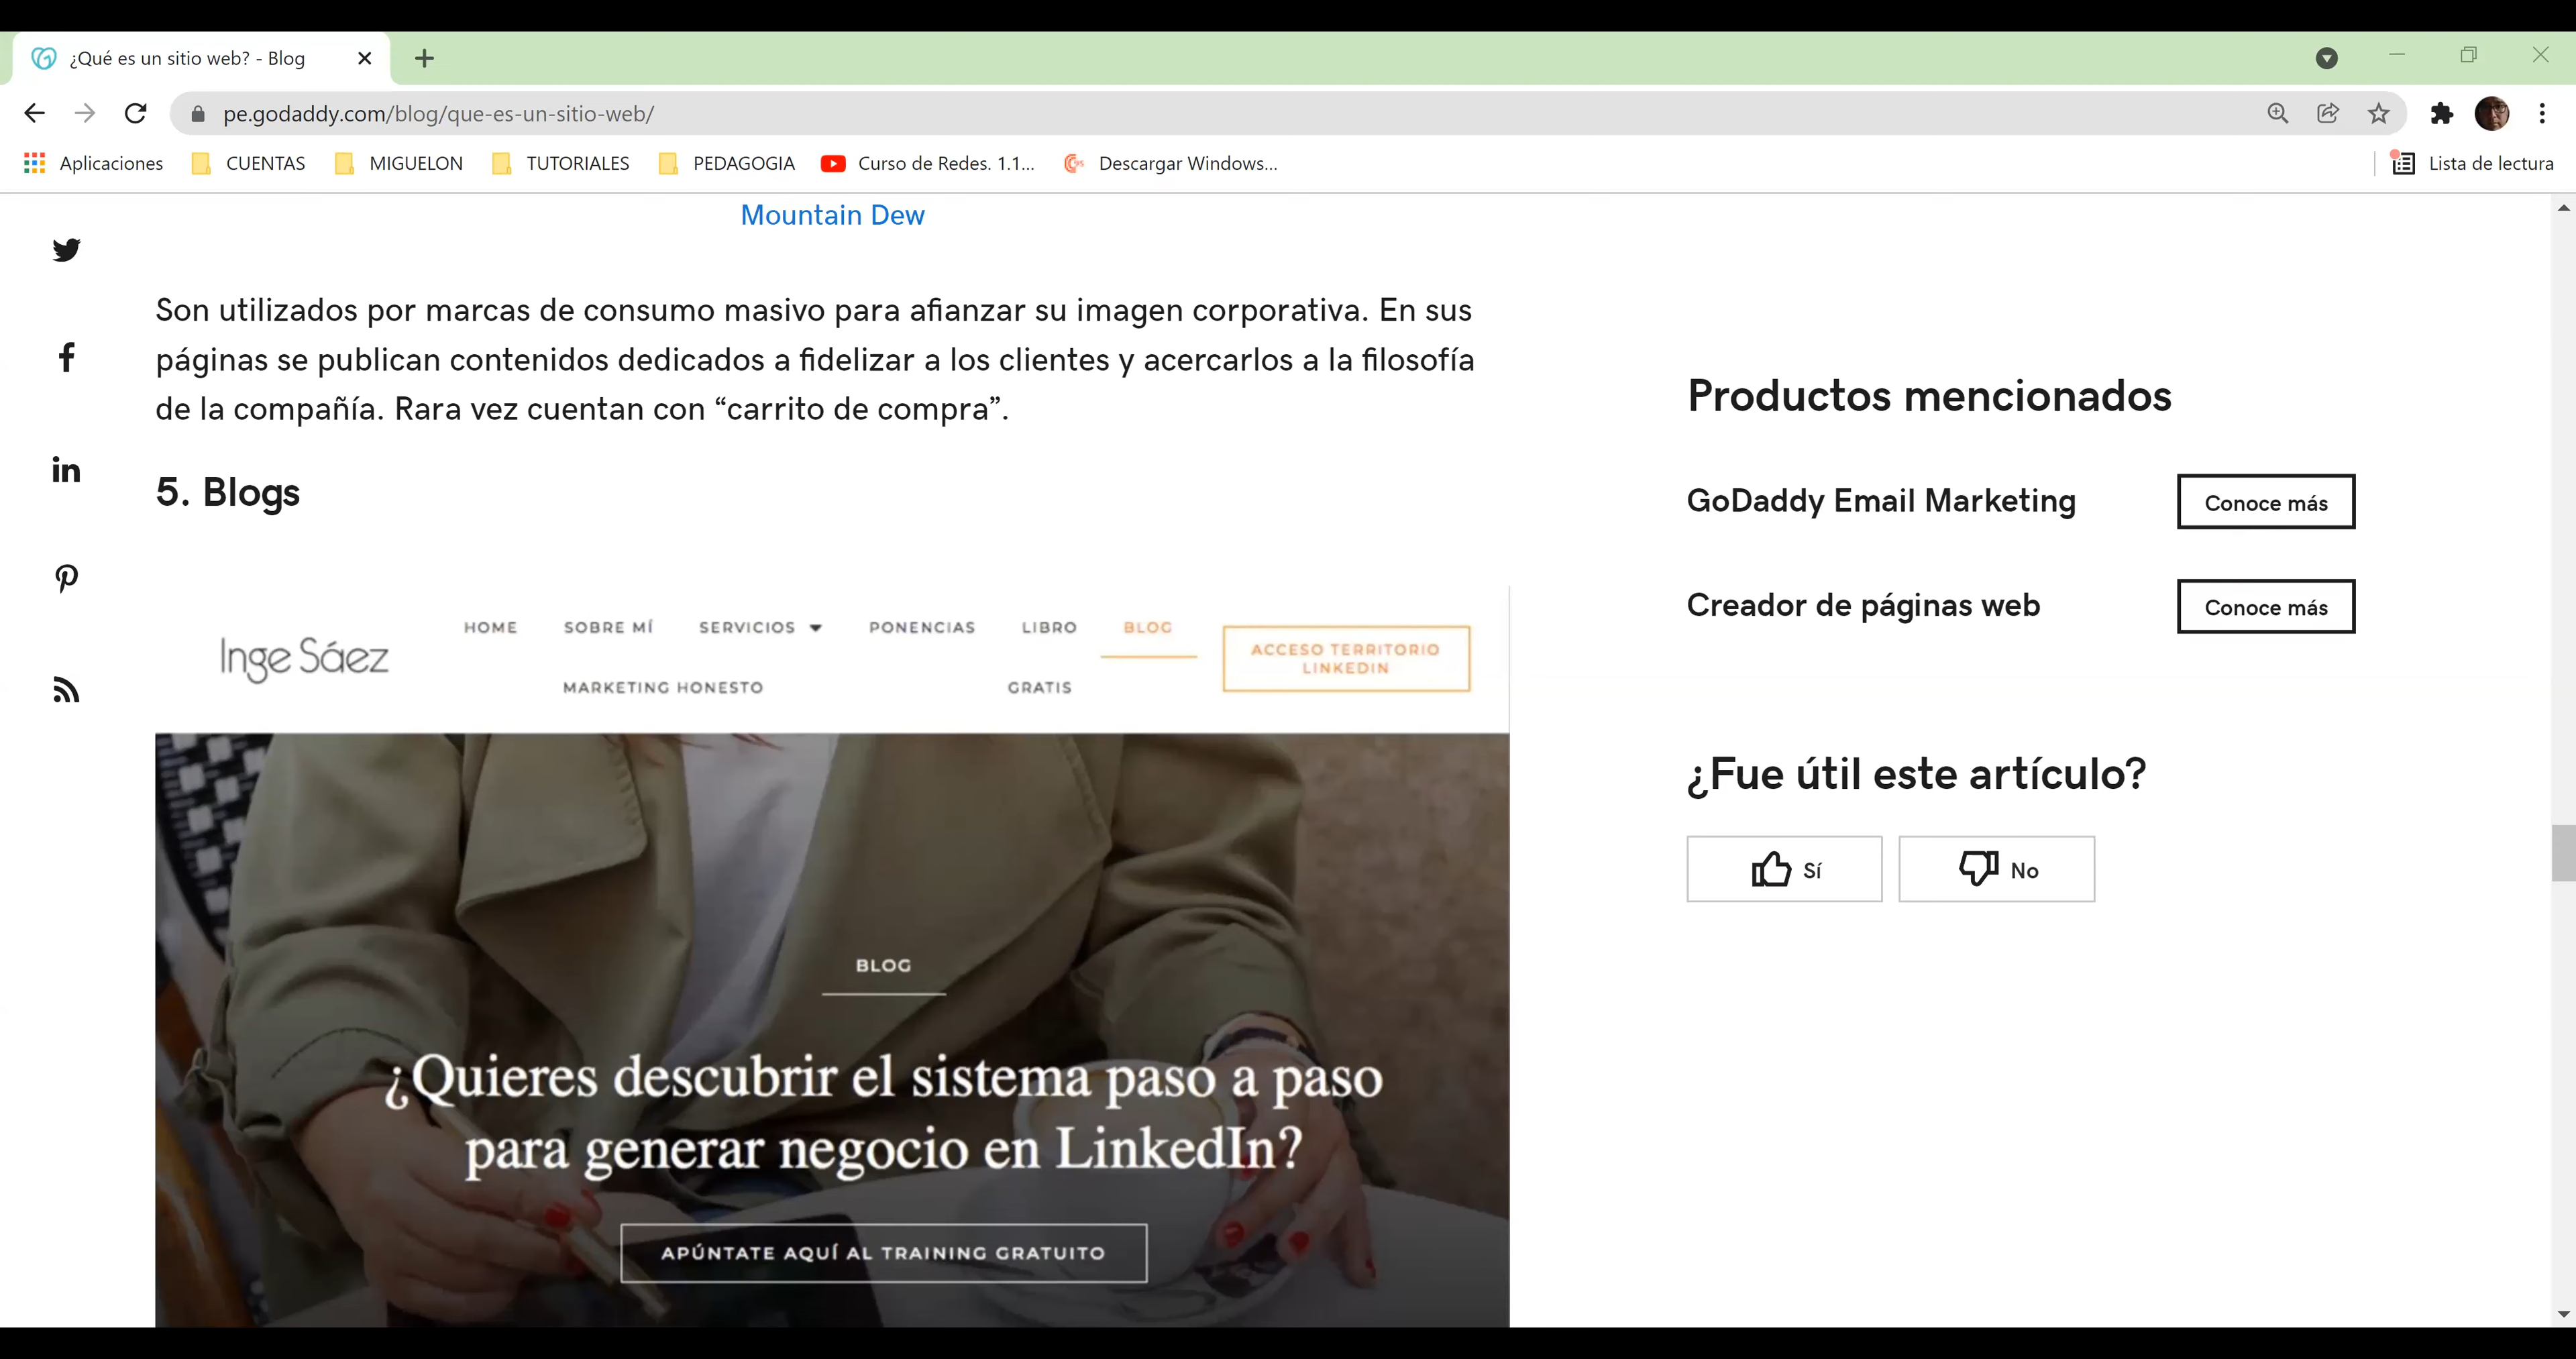 ¿Qué es un sitio web? - Blog
pe.godaddy.com/blog/que-es-un-sitio-web/
Aplicaciones CUENTAS MIGUELON TUTORIALES PEDAGOGIA Curso de Redes. 1.1... Descargar Windows... Lista de lectura
Mountain Dew
Son utilizados por marcas de consumo masivo para afianzar su imagen corporativa. En sus
páginas se publican contenidos dedicados a fidelizar a los clientes y acercarlos a la filosofía
de la compañía. Rara vez cuentan con “carrito de compra”.
5. Blogs
Inge Sáez
HOME SOBRE MÍ SERVICIOS PONENCIAS LIBRO BLOG
MARKETING HONESTO GRATIS
ACCESO TERRITORIO
LINKEDIN
BLOG
¿Quieres descubrir el sistema paso a paso
para generar negocio en LinkedIn?
APÚNTATE AQUÍ AL TRAINING GRATUITO
Productos mencionados
GoDaddy Email Marketing Conoce más
Creador de páginas web Conoce más
¿Fue útil este artículo?
Sí No